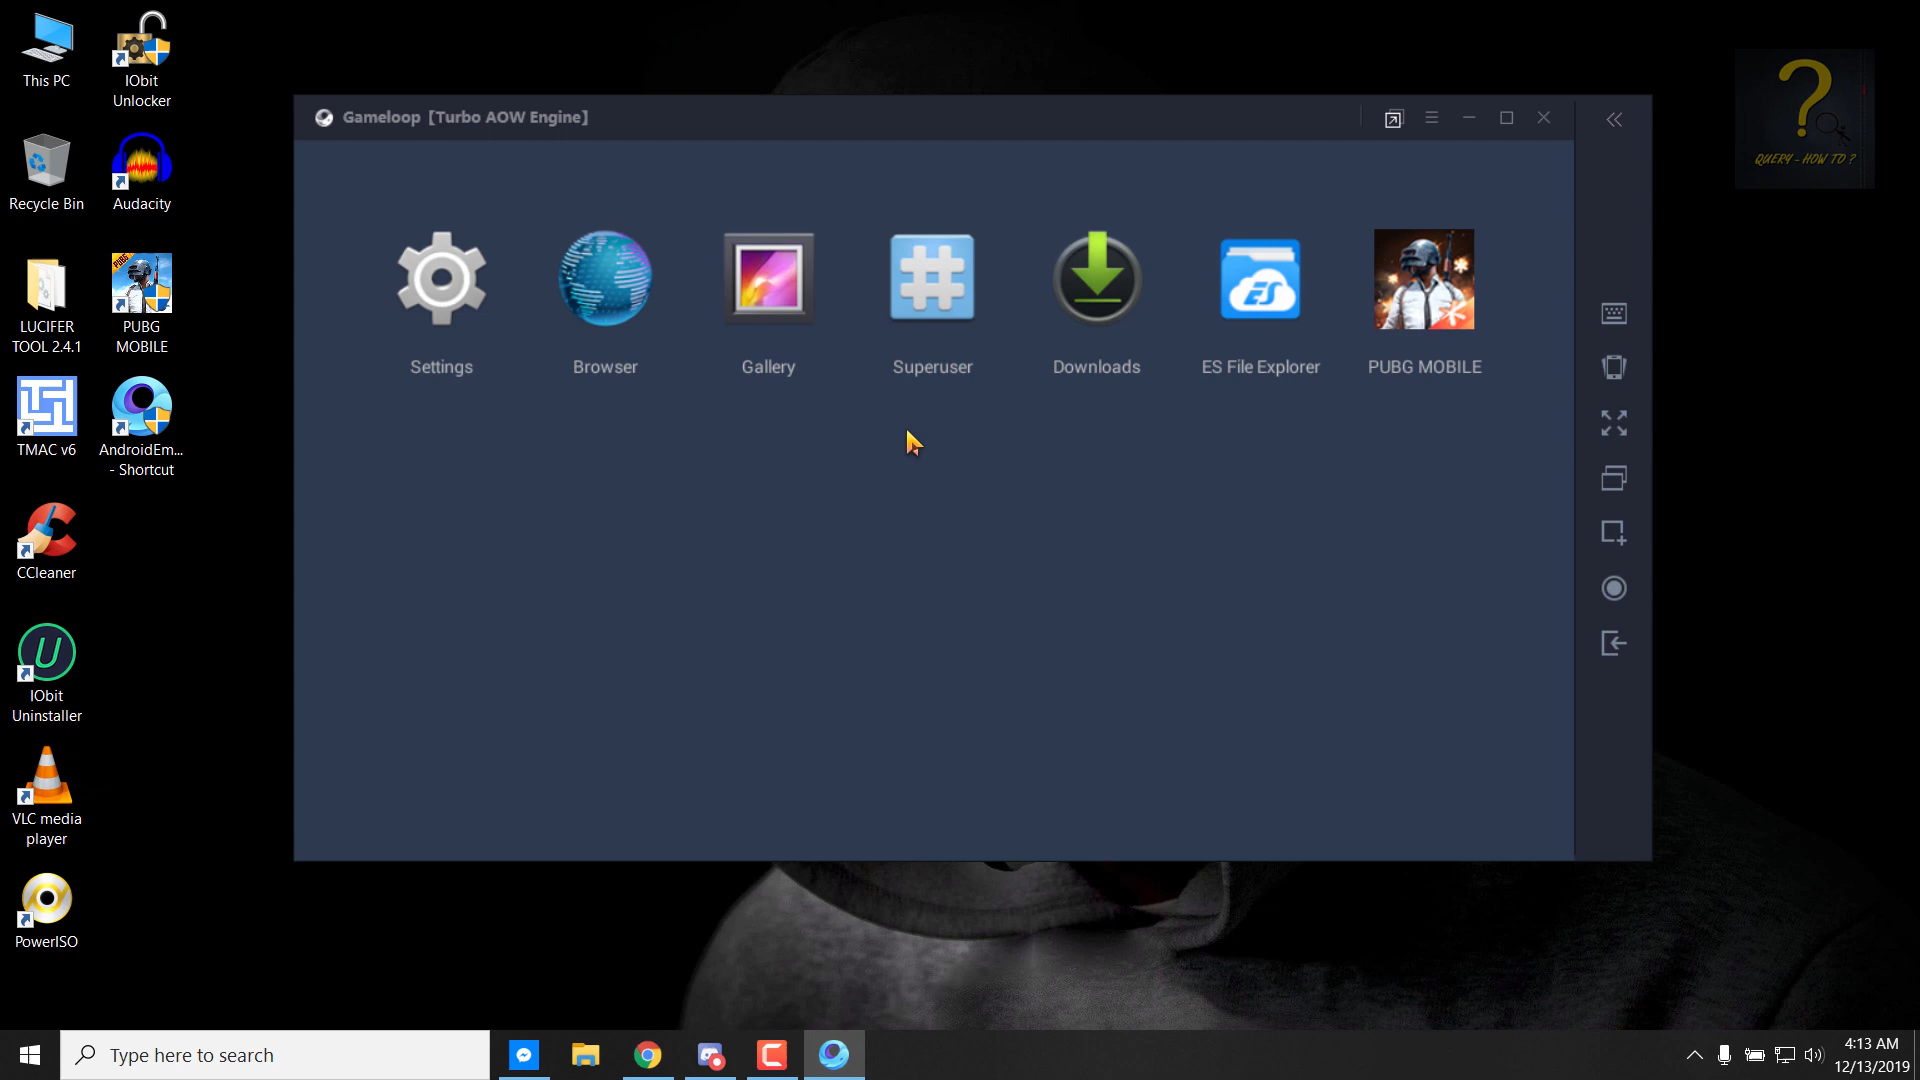 This PC
IObit
Unlocker
Recycle Bin
Audacity
LUCIFER
TOOL 2.4.1
PUBG
PUBG
MOBILE
TMAC v6
AndroidEm...
- Shortcut
CCleaner
IObit
Uninstaller
VLC media
player
PowerISO
Gameloop【Turbo AOW Engine】
Settings
Browser
Gallery
Superuser
Downloads
ES
ES File Explorer
PUBG MOBILE
QUERY - HOW TO ?
Type here to search
4:13 AM
12/13/2019